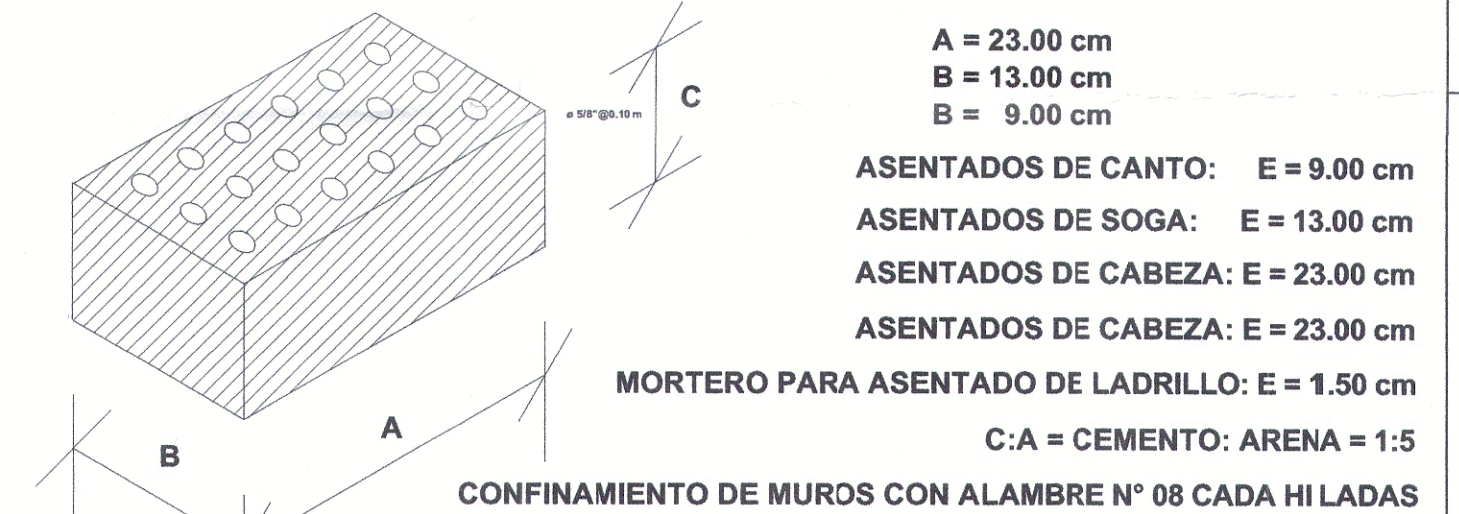 A = 23.00 cm
B = 13.00 cm
B = 9.00 cm
C
ø 5/8"@0.10 m
ASENTADOS DE CANTO: E = 9.00 cm
ASENTADOS DE SOGA: E = 13.00 cm
ASENTADOS DE CABEZA: E = 23.00 cm
ASENTADOS DE CABEZA: E = 23.00 cm
MORTERO PARA ASENTADO DE LADRILLO: E = 1.50 cm
A
B
C:A = CEMENTO: ARENA = 1:5
CONFINAMIENTO DE MUROS CON ALAMBRE N° 08 CADA HI LADAS